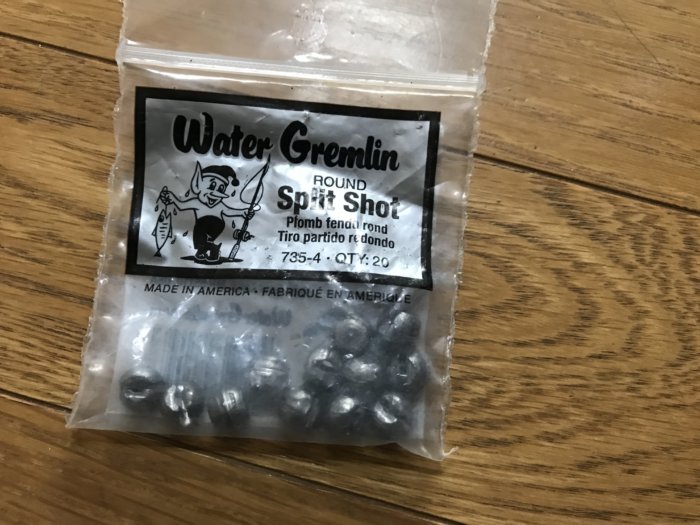 Water Gremlin
ROUND
Split Shot
Plomb fendu rond
Tiro partido redondo
735-4 · QTY: 20
MADE IN AMERICA · FABRIQUÉ EN AMÉRIQUE